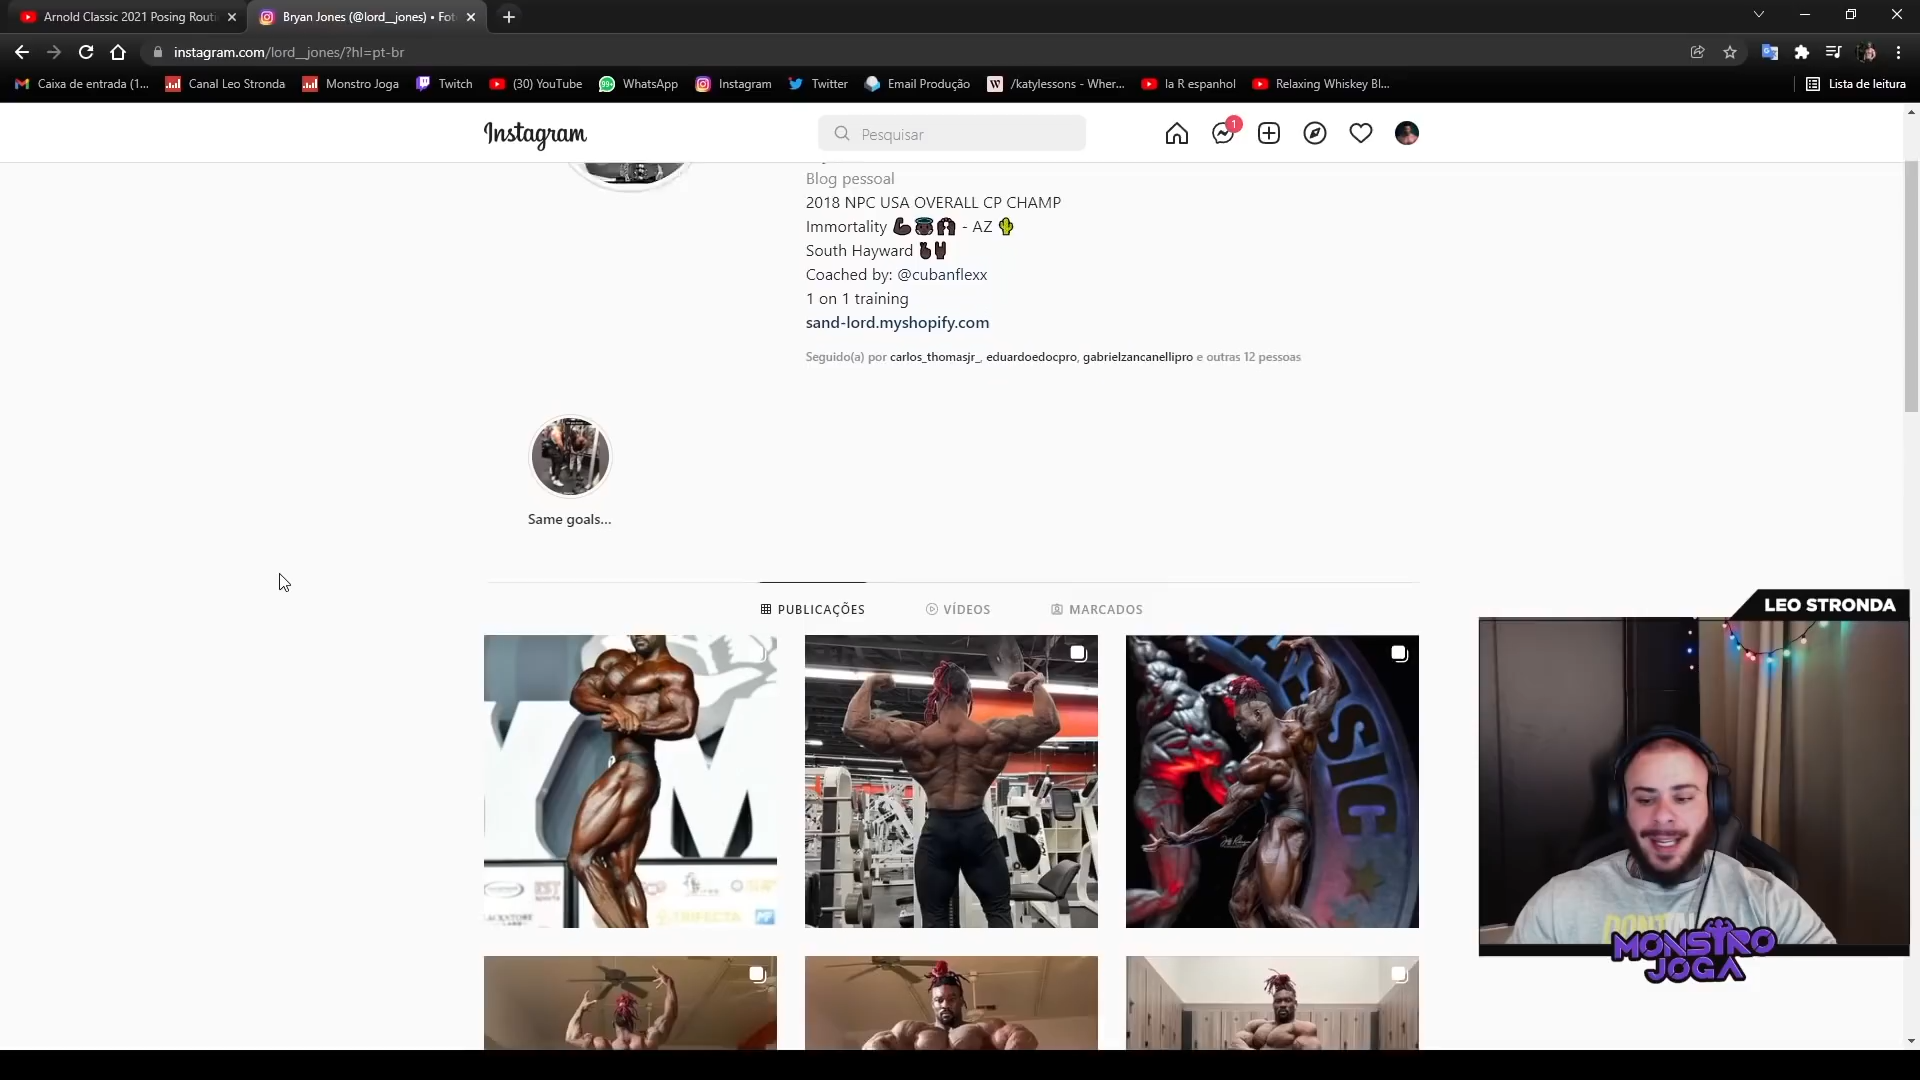 Arnold Classic 2021 Posing Routi
Bryan Jones (@lord__jones) • Fot
instagram.com/lord__jones/?hl=pt-br
Caixa de entrada (1...
Canal Leo Stronda
Monstro Joga
Twitch
(30) YouTube
WhatsApp
Instagram
Twitter
Email Produção
/katylessons - Wher...
la R espanhol
Relaxing Whiskey Bl...
Lista de leitura
Instagram
Pesquisar
1
Blog pessoal
2018 NPC USA OVERALL CP CHAMP
Immortality 💪🏿😇🏿 - AZ 🌵
South Hayward
Coached by: @cubanflexx
1 on 1 training
sand-lord.myshopify.com
Seguido(a) por carlos_thomasjr_, eduardoedocpro, gabrielzancanellipro e outras 12 pessoas
Same goals...
PUBLICAÇÕES
VÍDEOS
MARCADOS
TRIFECTA
SIC
LEO STRONDA
MONSTRO
JOGA